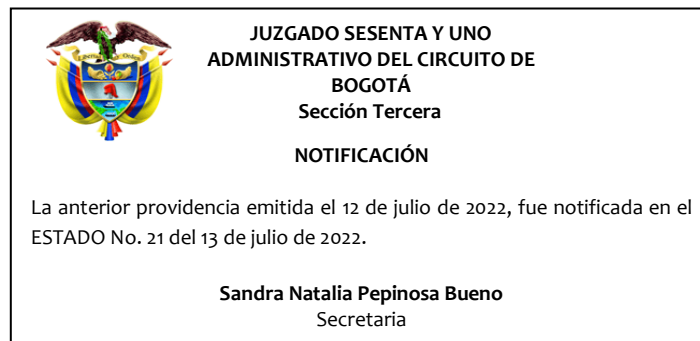 JUZGADO SESENTA Y UNO
ADMINISTRATIVO DEL CIRCUITO DE
BOGOTÁ
Sección Tercera
NOTIFICACIÓN
La anterior providencia emitida el 12 de julio de 2022, fue notificada en el
ESTADO No. 21 del 13 de julio de 2022.
Sandra Natalia Pepinosa Bueno
Secretaria